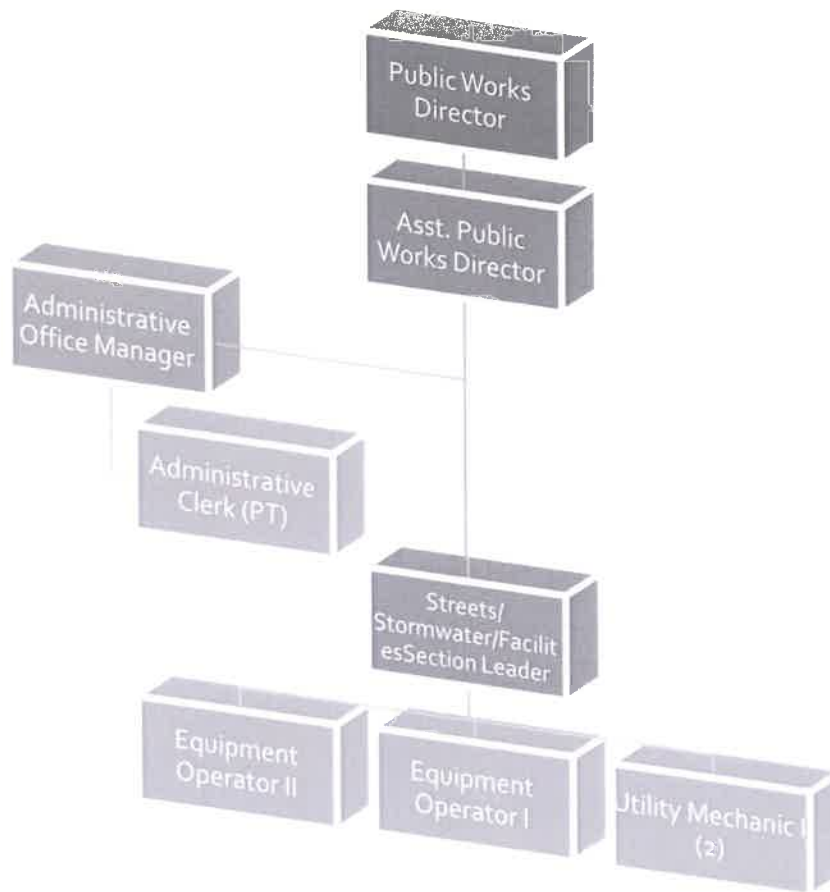 Public Works
Director
Asst. Public
Works Director
Administrative
Office Manager
Administrative
Clerk (PT)
Streets/
Stormwater/Facilit
esSection Leader
Equipment
Operator II
Equipment
Operator I
Utility Mechanic I
(2)